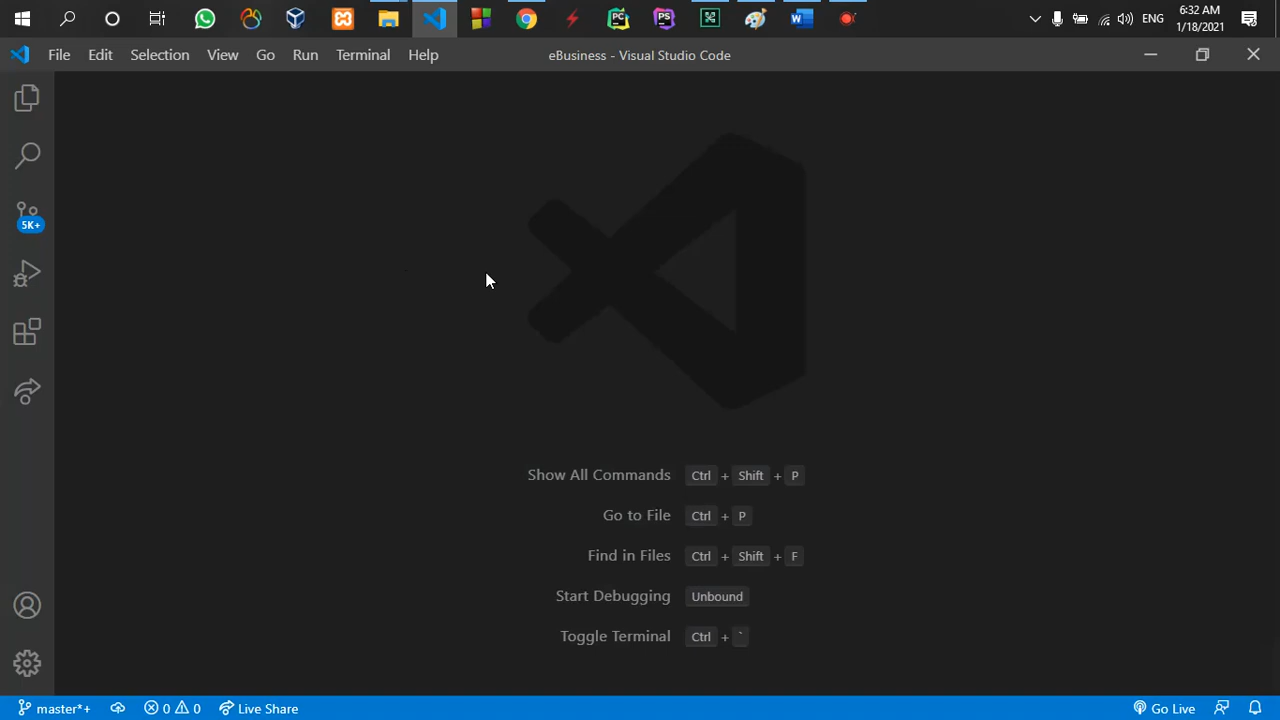 ENG
6:32 AM
1/18/2021
File Edit Selection View Go Run Terminal Help
eBusiness - Visual Studio Code
5K+
Show All Commands Ctrl + Shift + P
Go to File Ctrl + P
Find in Files Ctrl + Shift + F
Start Debugging Unbound
Toggle Terminal Ctrl + `
master*+ 0 0 Live Share Go Live